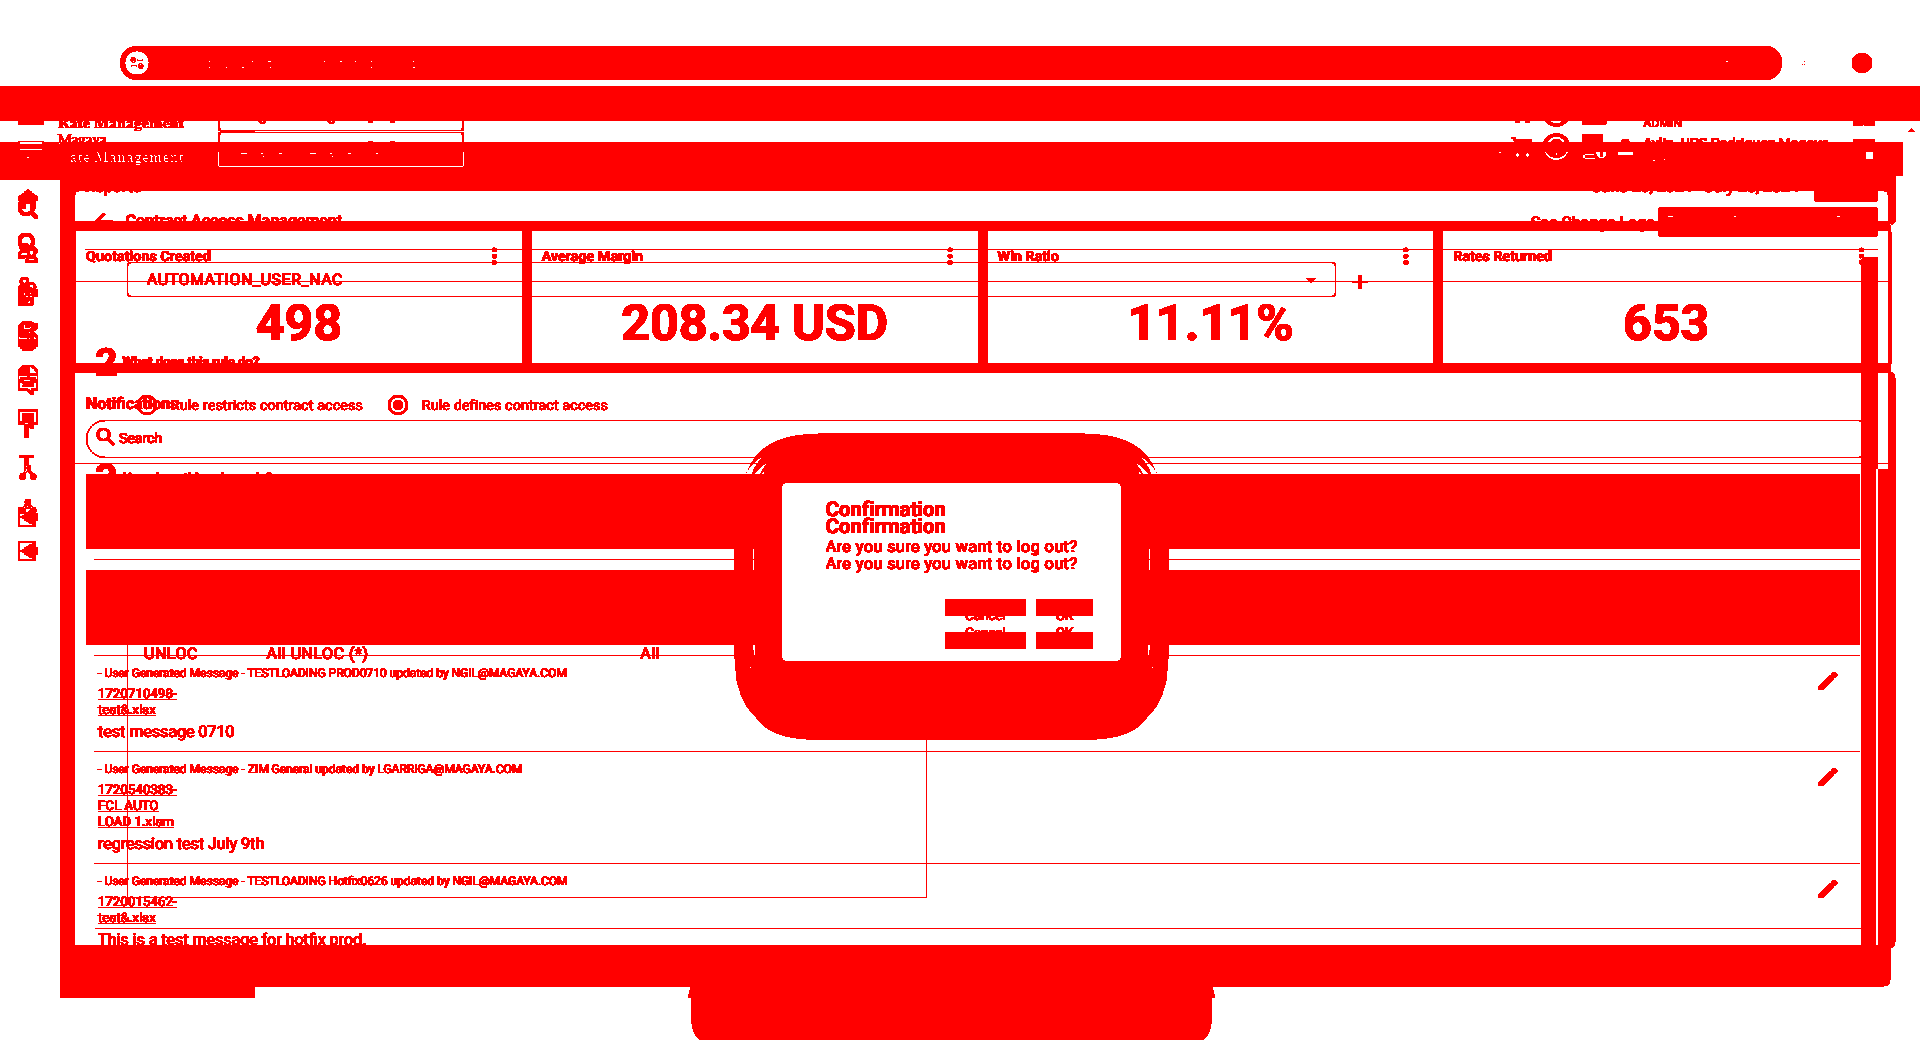 Rate Management
Magaya
ADMIN
ate Management
Contract Access Management
Quotations Created
Average Margin
Win Ratio
Rates Returned
AUTOMATION_USER_NAC
498
208.34 USD
11.11%
653
2 What does this rule do?
Notifications
Rule restricts contract access
Rule defines contract access
Search
Confirmation
Confirmation
Are you sure you want to log out?
Are you sure you want to log out?
Cancel OK
Cancel OK
UNLOC All UNLOC (*) All
- User Generated Message - TESTLOADING PROD0710 updated by NGIL@MAGAYA.COM
1720710498-
test&.xlsx
test message 0710
- User Generated Message - ZIM General updated by LGARRIGA@MAGAYA.COM
1720540383-
FCL AUTO
LOAD 1.xlsm
regression test July 9th
- User Generated Message - TESTLOADING Hotfix0626 updated by NGIL@MAGAYA.COM
1720015462-
test&.xlsx
This is a test message for hotfix prod.